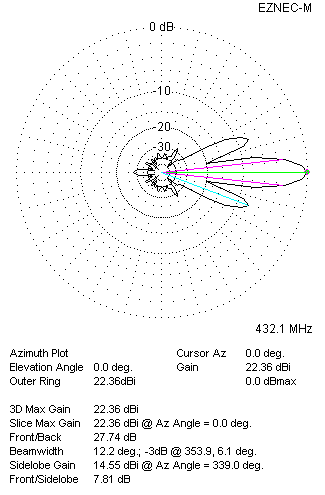 EZNEC-M
0 dB
-10
-20
-30
432.1 MHz
Azimuth Plot Cursor Az 0.0 deg.
Elevation Angle 0.0 deg. Gain 22.36 dBi
Outer Ring 22.36dBi 0.0 dBmax
3D Max Gain 22.36 dBi
Slice Max Gain 22.36 dBi @ Az Angle = 0.0 deg.
Front/Back 27.74 dB
Beamwidth 12.2 deg.; -3dB @ 353.9, 6.1 deg.
Sidelobe Gain 14.55 dBi @ Az Angle = 339.0 deg.
Front/Sidelobe 7.81 dB